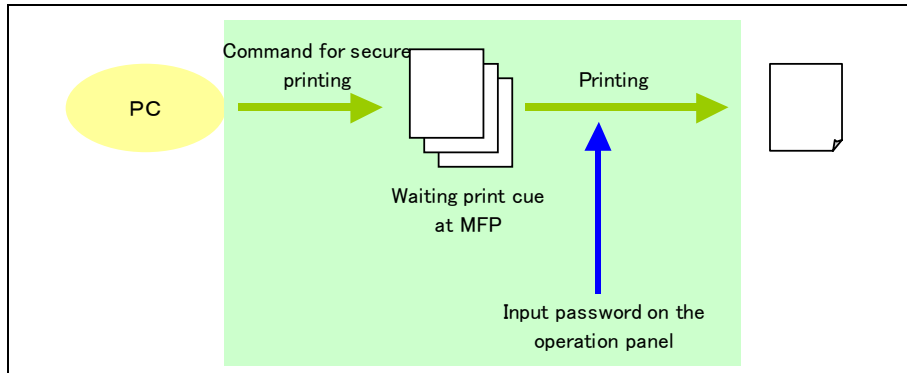 Command for secure
printing
PC
Printing
Waiting print cue
at MFP
Input password on the
operation panel